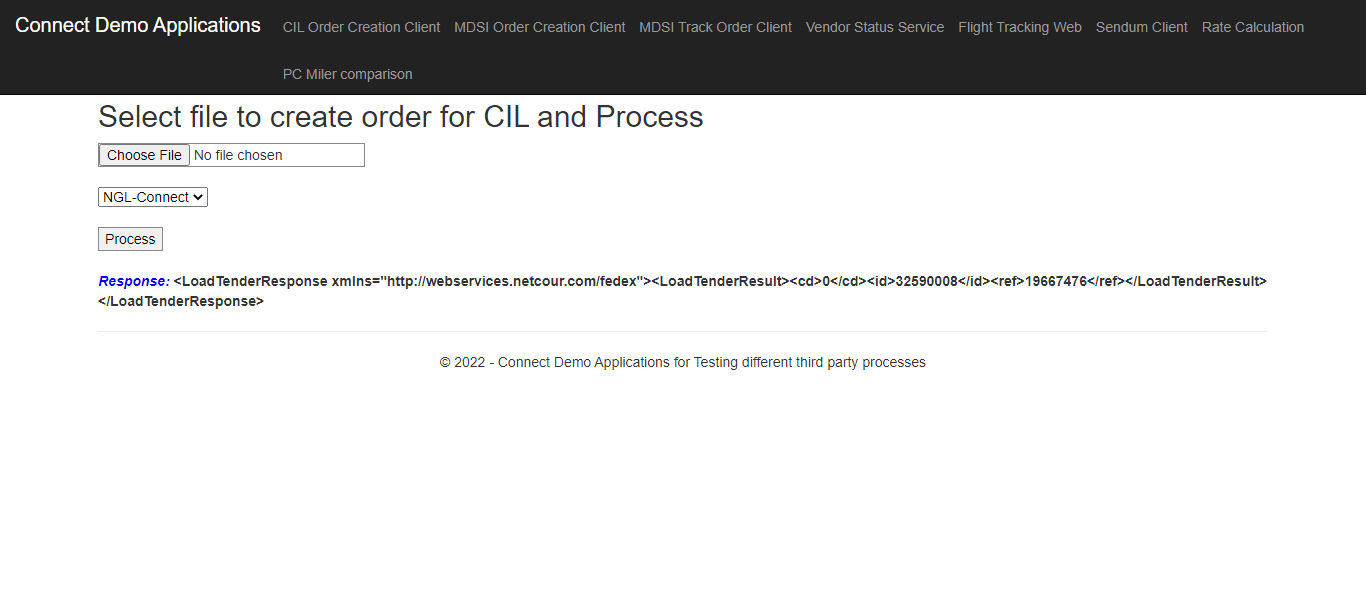 Connect Demo Applications CIL Order Creation Client MDSI Order Creation Client MDSI Track Order Client Vendor Status Service Flight Tracking Web Sendum Client Rate Calculation
PC Miler comparison
Select file to create order for CIL and Process
Choose File No file chosen
NGL-Connect
Process
Response: <LoadTenderResponse xmlns="http://webservices.netcour.com/fedex"><LoadTenderResult><cd>0</cd><id>32590008</id><ref>19667476</ref></LoadTenderResult>
</LoadTenderResponse>
© 2022 - Connect Demo Applications for Testing different third party processes